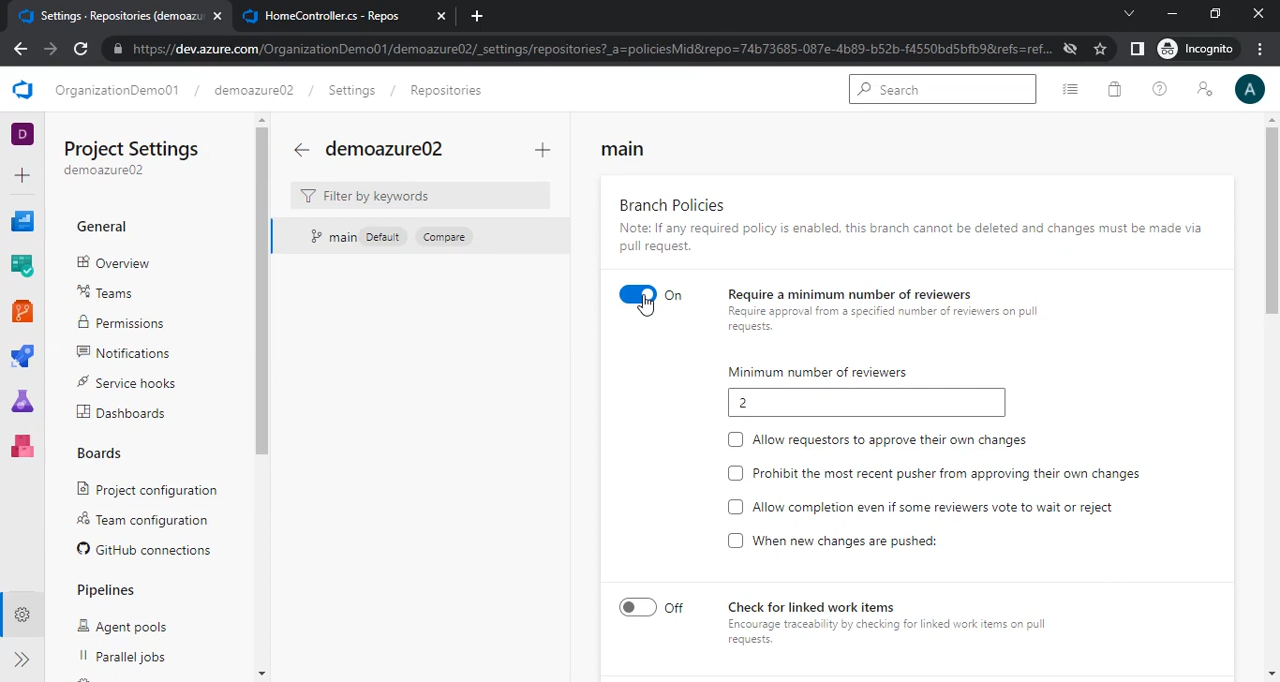 Settings · Repositories (demoazu
HomeController.cs - Repos
https://dev.azure.com/OrganizationDemo01/demoazure02/_settings/repositories?_a=policiesMid&repo=74b73685-087e-4b89-b52b-f4550bd5bfb9&refs=ref...
Incognito
OrganizationDemo01 / demoazure02 / Settings / Repositories
Search
A
D
Project Settings
demoazure02
General
Overview
Teams
Permissions
Notifications
Service hooks
Dashboards
Boards
Project configuration
Team configuration
GitHub connections
Pipelines
Agent pools
Parallel jobs
demoazure02
Filter by keywords
main Default Compare
main
Branch Policies
Note: If any required policy is enabled, this branch cannot be deleted and changes must be made via
pull request.
On
Require a minimum number of reviewers
Require approval from a specified number of reviewers on pull
requests.
Minimum number of reviewers
2
Allow requestors to approve their own changes
Prohibit the most recent pusher from approving their own changes
Allow completion even if some reviewers vote to wait or reject
When new changes are pushed:
Off
Check for linked work items
Encourage traceability by checking for linked work items on pull
requests.